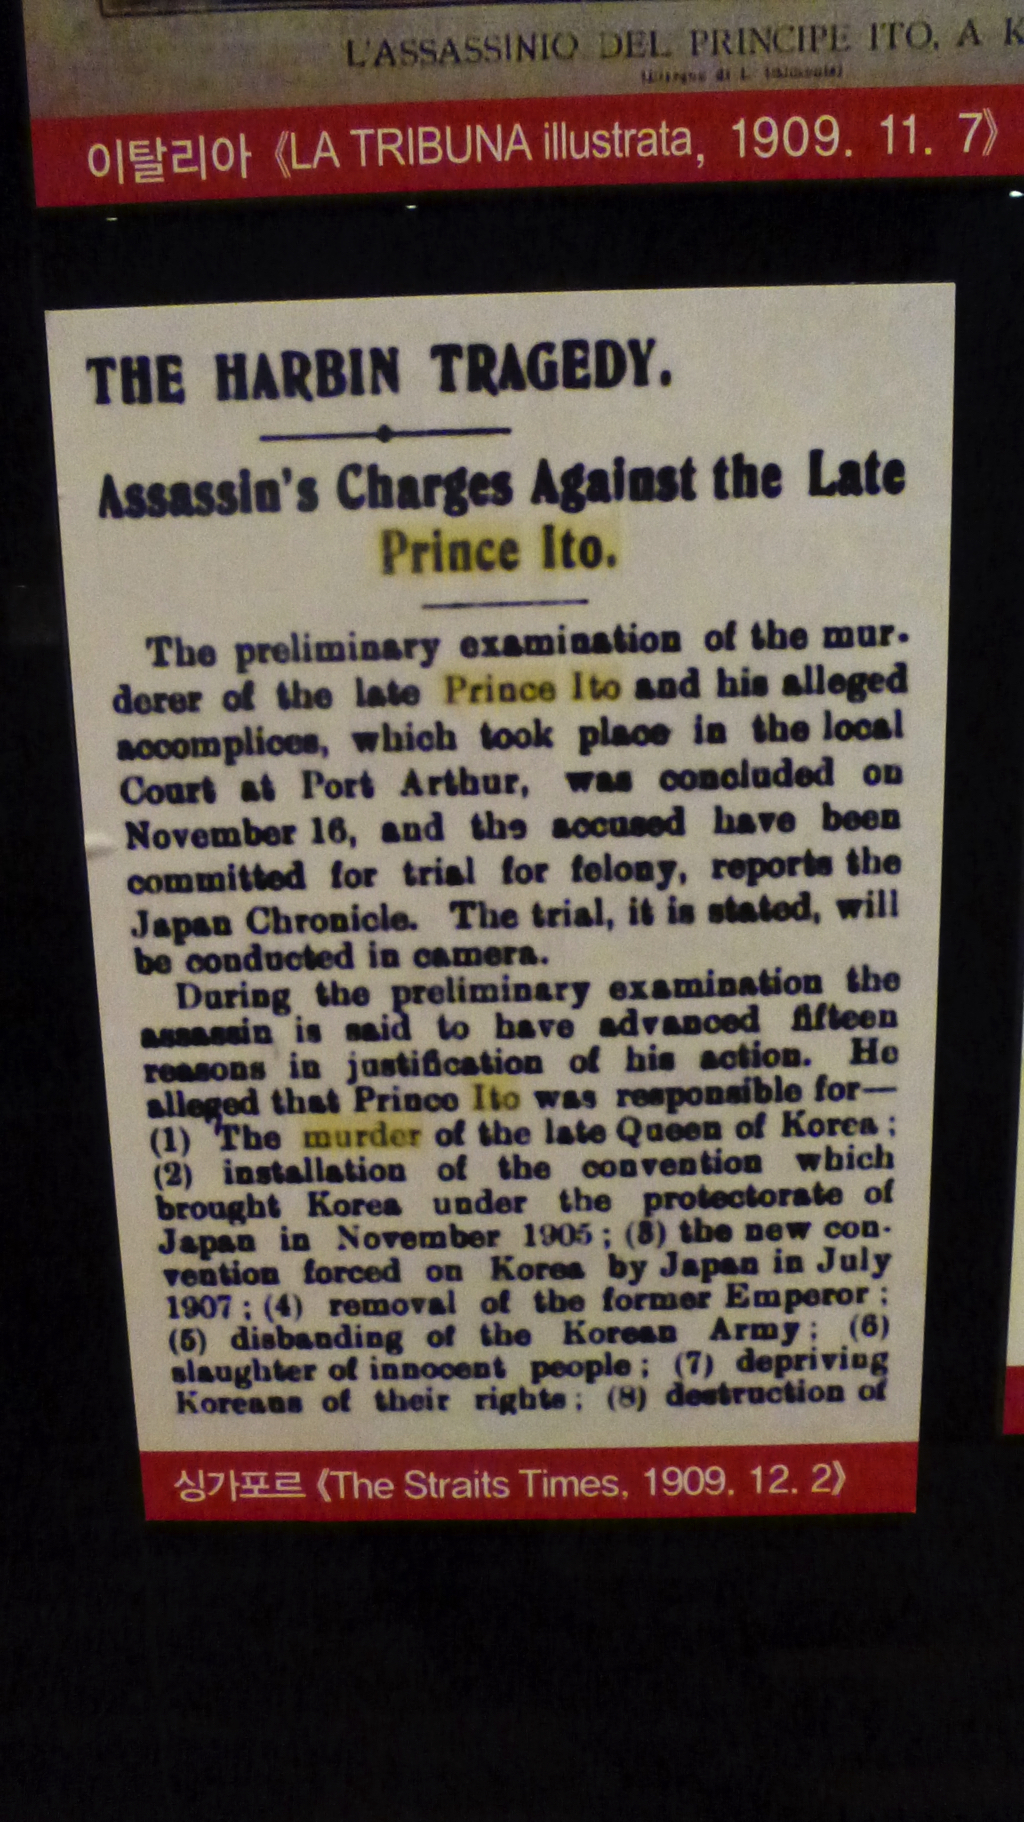 L'ASSASSINIO DEL PRINCIPE ITO, A K
이탈리아 《LA TRIBUNA illustrata, 1909. 11. 7》
THE HARBIN TRAGEDY.
Assassin's Charges Against the Late
Prince Ito.
The preliminary examination of the mur-
derer of the late Prince Ito and his alleged
accomplices, which took place in the local
Court at Port Arthur, was concluded on
November 16, and the accused have been
committed for trial for felony, reports the
Japan Chronicle. The trial, it is stated, will
be conducted in camera.
During the preliminary examination the
assassin is said to have advanced fifteen
reasons in justification of his action. He
alleged that Prince Ito was responsible for—
(1) The murder of the late Queen of Korea;
(2) installation of the convention which
brought Korea under the protectorate of
Japan in November 1905; (3) the new con-
vention forced on Korea by Japan in July
1907; (4) removal of the former Emperor;
(5) disbanding of the Korean Army; (6)
slaughter of innocent people; (7) depriving
Koreans of their rights; (8) destruction of
싱가포르 《The Straits Times, 1909. 12. 2》